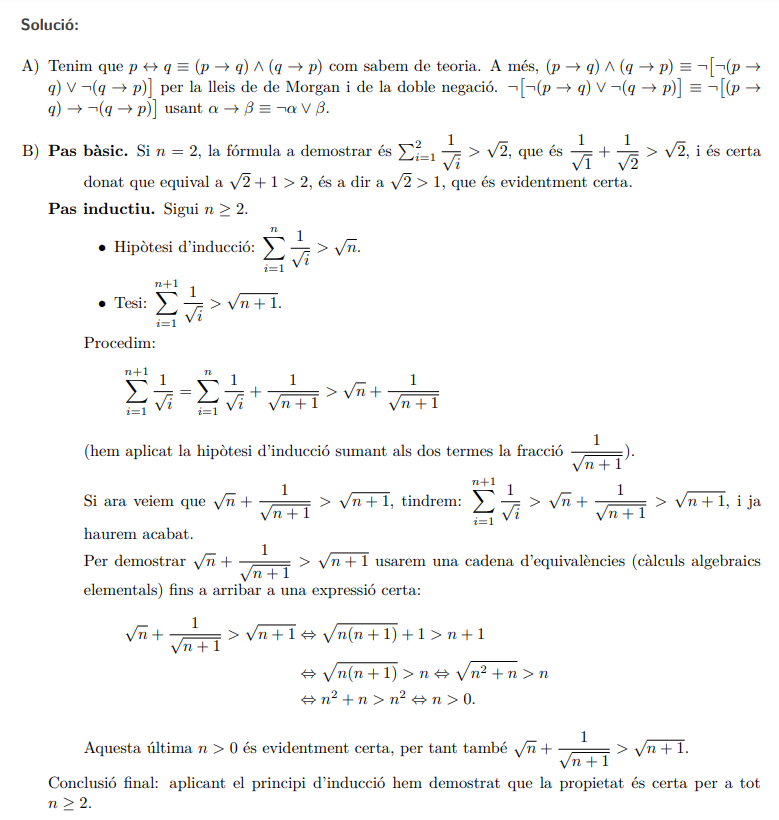 Solució:
A) Tenim que p ↔ q ≡ (p → q) ∧ (q → p) com sabem de teoria. A més, (p → q) ∧ (q → p) ≡ ¬[¬(p →
q) ∨ ¬(q → p)] per la lleis de de Morgan i de la doble negació. ¬[¬(p → q) ∨ ¬(q → p)] ≡ ¬[(p →
q) → ¬(q → p)] usant α → β ≡ ¬α ∨ β.
B) Pas bàsic. Si n = 2, la fórmula a demostrar és ∑_{i=1}^{2} 1/√i > √2, que és 1/√1 + 1/√2 > √2, i és certa
donat que equival a √2 + 1 > 2, és a dir a √2 > 1, que és evidentment certa.
Pas inductiu. Sigui n ≥ 2.
• Hipòtesi d'inducció: ∑_{i=1}^{n} 1/√i > √n.
• Tesi: ∑_{i=1}^{n+1} 1/√i > √(n+1).
Procedim:
∑_{i=1}^{n+1} 1/√i = ∑_{i=1}^{n} 1/√i + 1/√(n+1) > √n + 1/√(n+1)
(hem aplicat la hipòtesi d'inducció sumant als dos termes la fracció 1/√(n+1)).
Si ara veiem que √n + 1/√(n+1) > √(n+1), tindrem: ∑_{i=1}^{n+1} 1/√i > √n + 1/√(n+1) > √(n+1), i ja
haurem acabat.
Per demostrar √n + 1/√(n+1) > √(n+1) usarem una cadena d'equivalències (càlculs algebraics
elementals) fins a arribar a una expressió certa:
√n + 1/√(n+1) > √(n+1) ⇔ √(n(n+1)) + 1 > n + 1
⇔ √(n(n+1)) > n ⇔ √(n² + n) > n
⇔ n² + n > n² ⇔ n > 0.
Aquesta última n > 0 és evidentment certa, per tant també √n + 1/√(n+1) > √(n+1).
Conclusió final: aplicant el principi d'inducció hem demostrat que la propietat és certa per a tot
n ≥ 2.